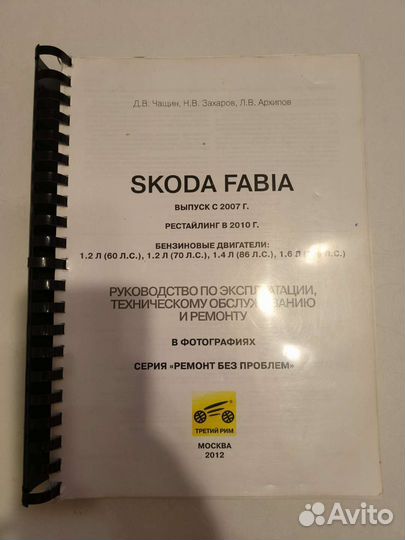 Д.В. Чащин, Н.В. Захаров, Л.В. Архипов
SKODA FABIA
ВЫПУСК С 2007 Г.
РЕСТАЙЛИНГ В 2010 Г.
БЕНЗИНОВЫЕ ДВИГАТЕЛИ:
1.2 Л (60 Л.С.), 1.2 Л (70 Л.С.), 1.4 Л (86 Л.С.), 1.6 Л Л.С.)
РУКОВОДСТВО ПО ЭКСПЛУАТАЦИИ,
ТЕХНИЧЕСКОМУ ОБСЛУЖИВАНИЮ
И РЕМОНТУ
В ФОТОГРАФИЯХ
СЕРИЯ «РЕМОНТ БЕЗ ПРОБЛЕМ»
®
ТРЕТИЙ РИМ
МОСКВА
2012
Avito